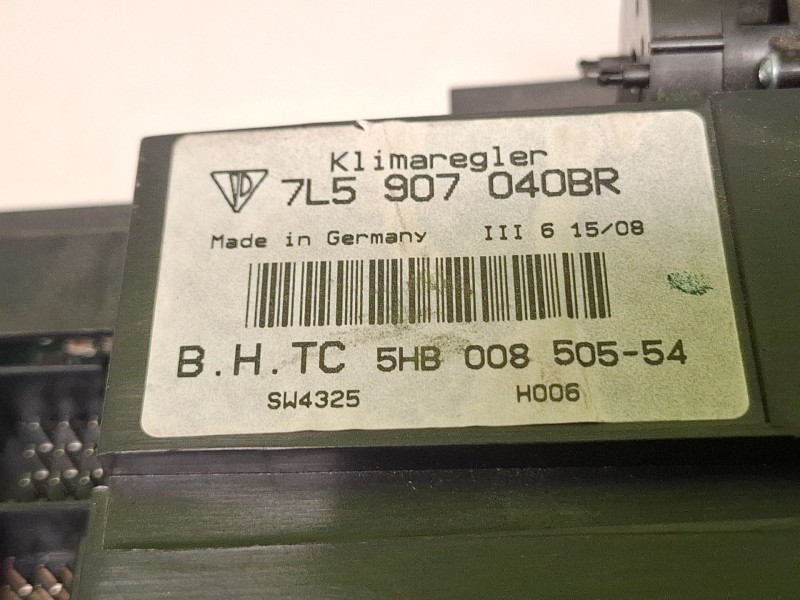 Klimaregler
7L5 907 040BR
Made in Germany III 6 15/08
B.H.TC 5HB 008 505-54
SW4325 H006